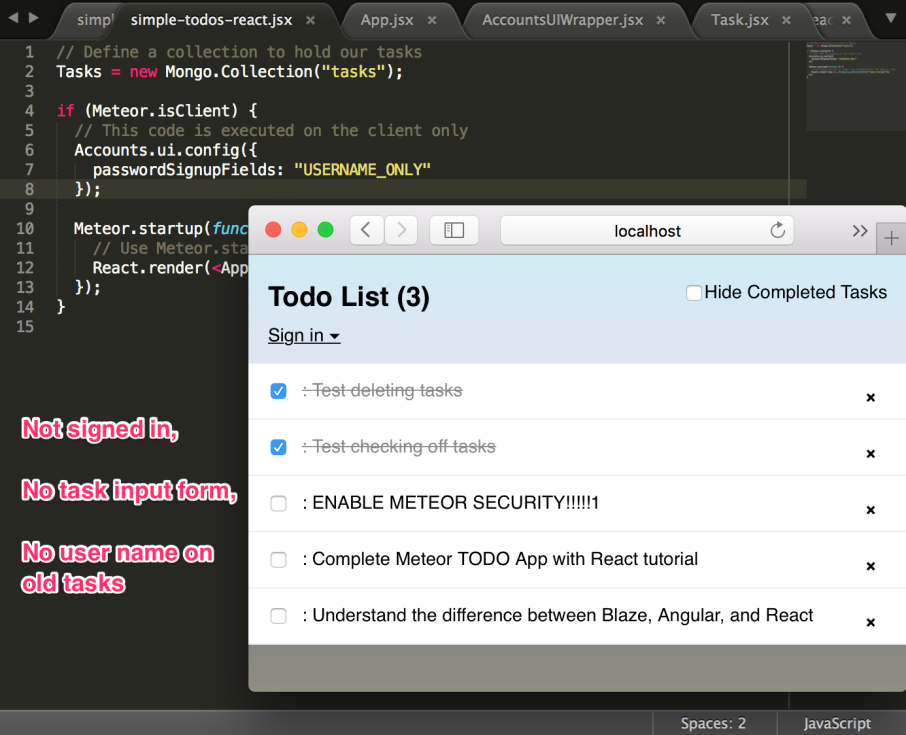 simpl
simple-todos-react.jsx
App.jsx
AccountsUIWrapper.jsx
Task.jsx
eac
1 // Define a collection to hold our tasks
2 Tasks = new Mongo.Collection("tasks");
3
4 if (Meteor.isClient) {
5 // This code is executed on the client only
6 Accounts.ui.config({
7 passwordSignupFields: "USERNAME_ONLY"
8 });
9
10 Meteor.startup(func
11 // Use Meteor.sta
12 React.render(<App
13 });
14 }
15
localhost
Todo List (3)
Hide Completed Tasks
Sign in
: Test deleting tasks
: Test checking off tasks
: ENABLE METEOR SECURITY!!!!!1
: Complete Meteor TODO App with React tutorial
: Understand the difference between Blaze, Angular, and React
Not signed in,
No task input form,
No user name on
old tasks
Spaces: 2
JavaScript